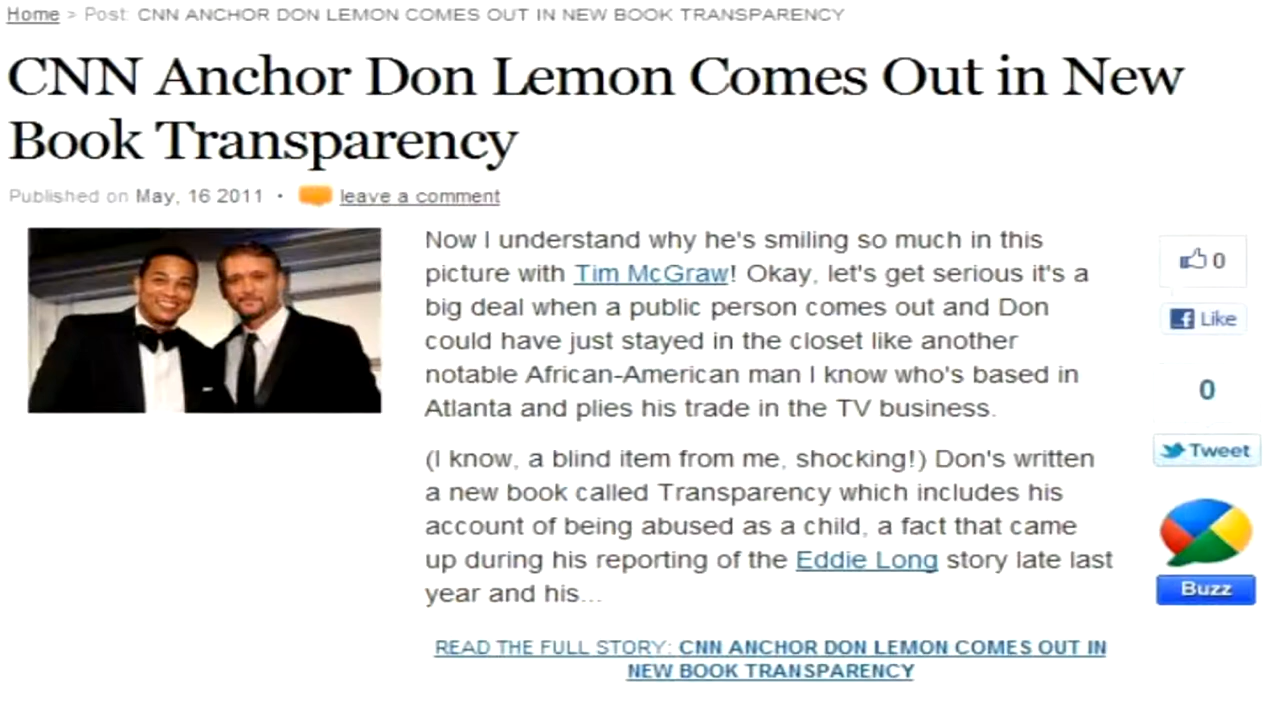 Home > Post: CNN ANCHOR DON LEMON COMES OUT IN NEW BOOK TRANSPARENCY
CNN Anchor Don Lemon Comes Out in New
Book Transparency
Published on May, 16 2011 • leave a comment
Now I understand why he's smiling so much in this
picture with Tim McGraw! Okay, let's get serious it's a
big deal when a public person comes out and Don
could have just stayed in the closet like another
notable African-American man I know who's based in
Atlanta and plies his trade in the TV business.
(I know, a blind item from me, shocking!) Don's written
a new book called Transparency which includes his
account of being abused as a child, a fact that came
up during his reporting of the Eddie Long story late last
year and his...
READ THE FULL STORY: CNN ANCHOR DON LEMON COMES OUT IN
NEW BOOK TRANSPARENCY
0
Like
0
Tweet
Buzz